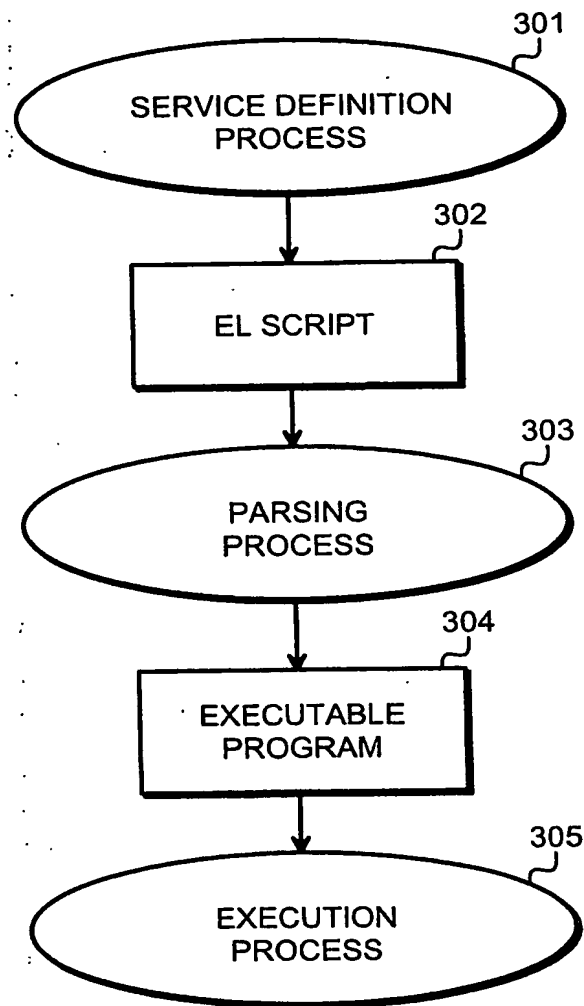 301
SERVICE DEFINITION
PROCESS
302
EL SCRIPT
303
PARSING
PROCESS
304
EXECUTABLE
PROGRAM
305
EXECUTION
PROCESS